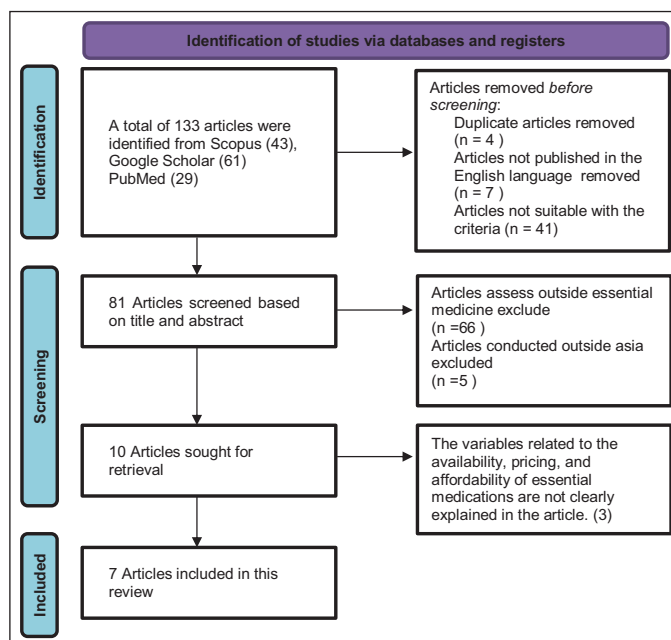 Identification of studies via databases and registers
Identification
A total of 133 articles were
identified from Scopus (43),
Google Scholar (61)
PubMed (29)
Articles removed before
screening:
Duplicate articles removed
(n = 4 )
Articles not published in the
English language removed
(n = 7 )
Articles not suitable with the
criteria (n = 41)
Screening
81 Articles screened based
on title and abstract
Articles assess outside essential
medicine exclude
(n =66 )
Articles conducted outside asia
excluded
(n =5 )
10 Articles sought for
retrieval
The variables related to the
availability, pricing, and
affordability of essential
medications are not clearly
explained in the article. (3)
Included
7 Articles included in this
review